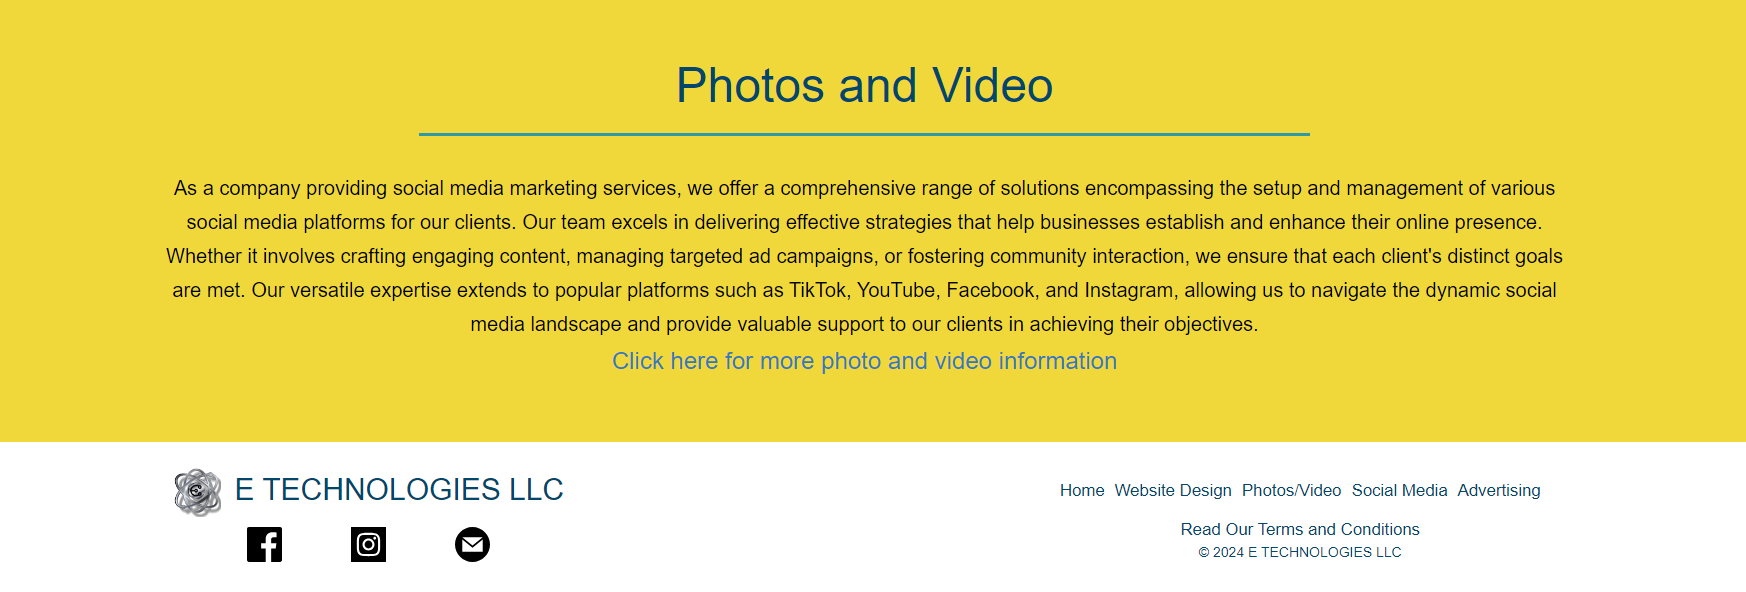 Photos and Video
As a company providing social media marketing services, we offer a comprehensive range of solutions encompassing the setup and management of various
social media platforms for our clients. Our team excels in delivering effective strategies that help businesses establish and enhance their online presence.
Whether it involves crafting engaging content, managing targeted ad campaigns, or fostering community interaction, we ensure that each client's distinct goals
are met. Our versatile expertise extends to popular platforms such as TikTok, YouTube, Facebook, and Instagram, allowing us to navigate the dynamic social
media landscape and provide valuable support to our clients in achieving their objectives.
Click here for more photo and video information
E TECHNOLOGIES LLC
Home Website Design Photos/Video Social Media Advertising
Read Our Terms and Conditions
© 2024 E TECHNOLOGIES LLC